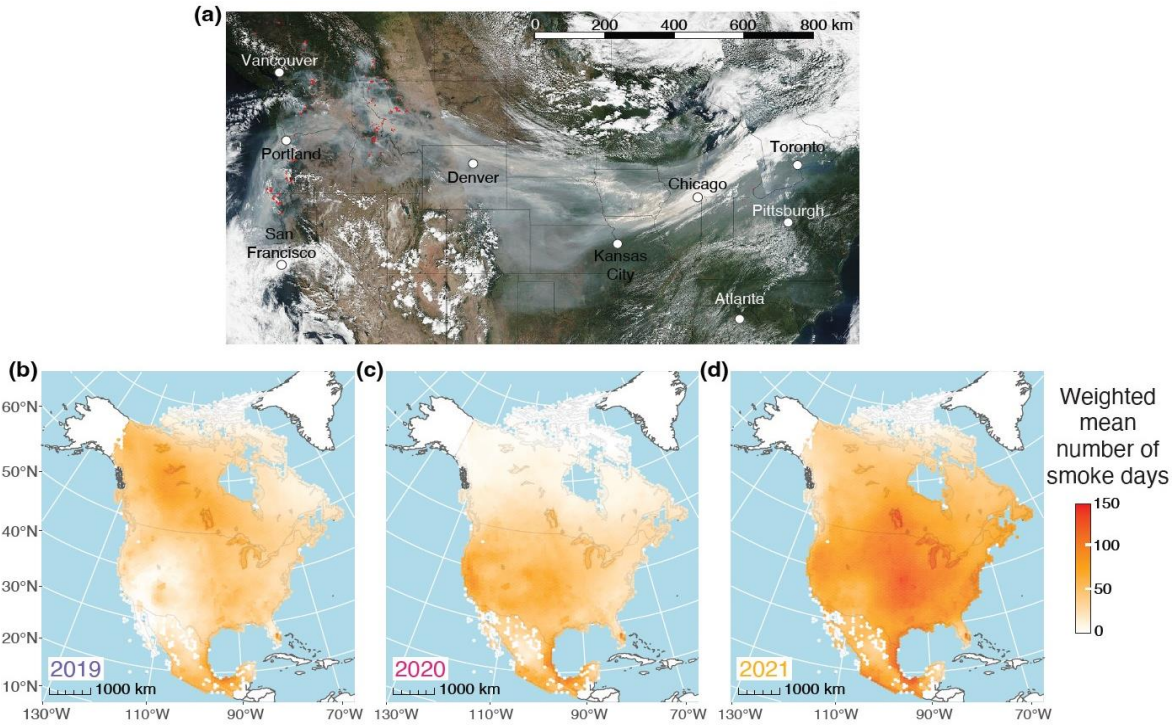 (a)
0 200 400 600 800 km
Vancouver
Portland
Denver
Toronto
Chicago
Pittsburgh
San
Francisco
Kansas
City
Atlanta
(b)
(c)
(d)
Weighted
mean
number of
smoke days
150
100
50
0
60°N
50°N
40°N
30°N
20°N
10°N
2019
1000 km
2020
1000 km
2021
1000 km
130°W 110°W 90°W 70°W
130°W 110°W 90°W 70°W
130°W 110°W 90°W 70°W